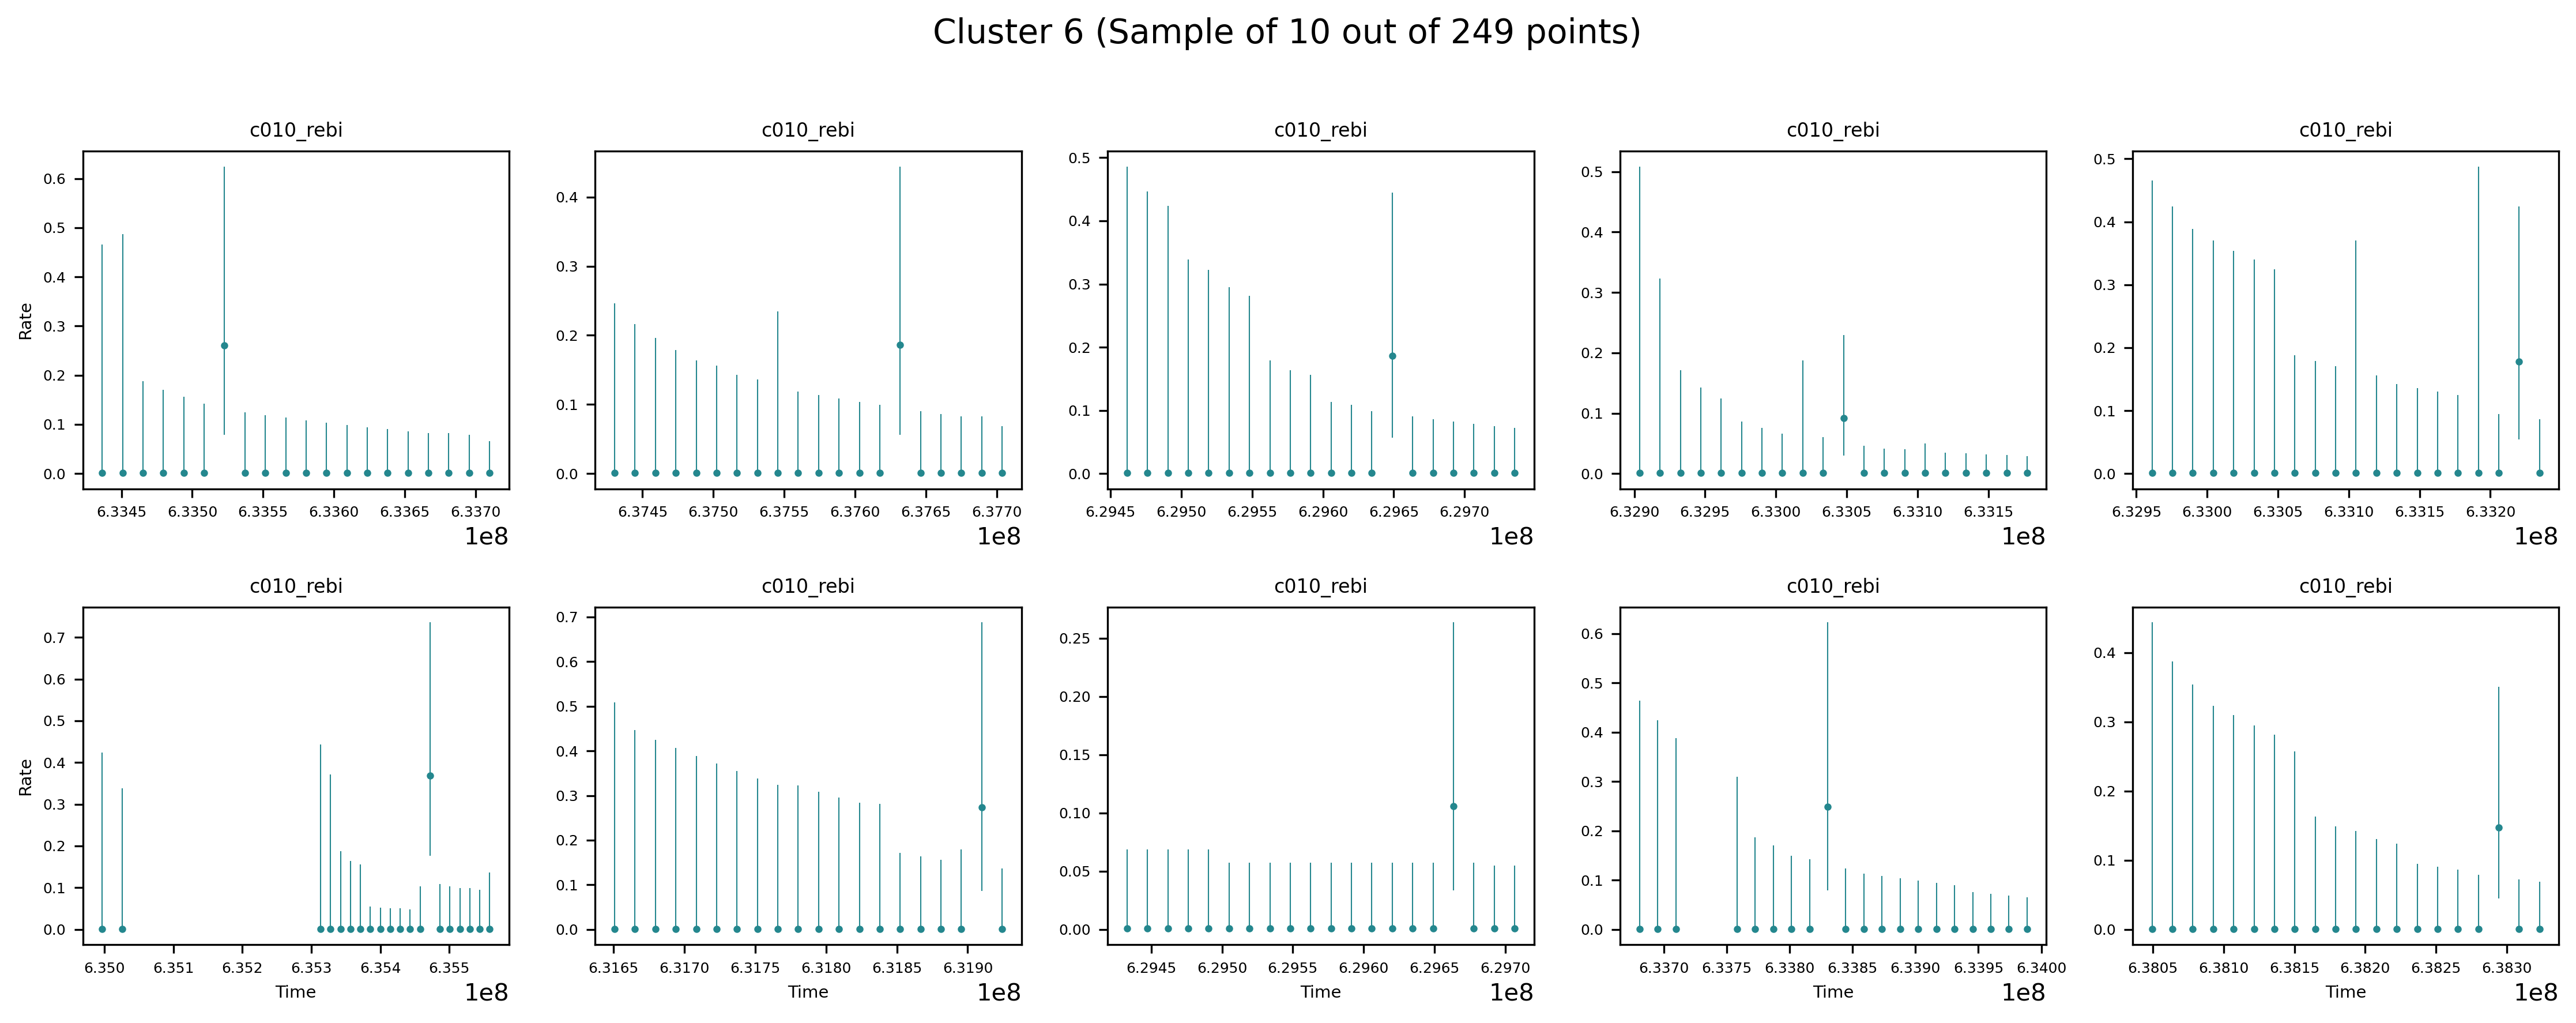 Cluster 6 (Sample of 10 out of 249 points)
c010_rebi c010_rebi c010_rebi c010_rebi c010_rebi
Rate
0.6 0.5 0.4 0.3 0.2 0.1 0.0
0.4 0.3 0.2 0.1 0.0
0.5 0.4 0.3 0.2 0.1 0.0
0.5 0.4 0.3 0.2 0.1 0.0
0.5 0.4 0.3 0.2 0.1 0.0
6.3345 6.3350 6.3355 6.3360 6.3365 6.3370
6.3745 6.3750 6.3755 6.3760 6.3765 6.3770
6.2945 6.2950 6.2955 6.2960 6.2965 6.2970
6.3290 6.3295 6.3300 6.3305 6.3310 6.3315
6.3295 6.3300 6.3305 6.3310 6.3315 6.3320
1e8 1e8 1e8 1e8 1e8
c010_rebi c010_rebi c010_rebi c010_rebi c010_rebi
Rate
0.7 0.6 0.5 0.4 0.3 0.2 0.1 0.0
0.7 0.6 0.5 0.4 0.3 0.2 0.1 0.0
0.25 0.20 0.15 0.10 0.05 0.00
0.6 0.5 0.4 0.3 0.2 0.1 0.0
0.4 0.3 0.2 0.1 0.0
6.350 6.351 6.352 6.353 6.354 6.355
6.3165 6.3170 6.3175 6.3180 6.3185 6.3190
6.2945 6.2950 6.2955 6.2960 6.2965 6.2970
6.3370 6.3375 6.3380 6.3385 6.3390 6.3395 6.3400
6.3805 6.3810 6.3815 6.3820 6.3825 6.3830
Time Time Time Time Time
1e8 1e8 1e8 1e8 1e8